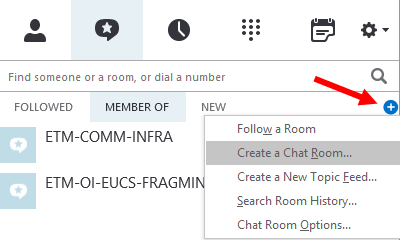 Find someone or a room, or dial a number
FOLLOWED MEMBER OF NEW
ETM-COMM-INFRA
ETM-OI-EUCS-FRAGMIN
Follow a Room
Create a Chat Room...
Create a New Topic Feed...
Search Room History...
Chat Room Options...